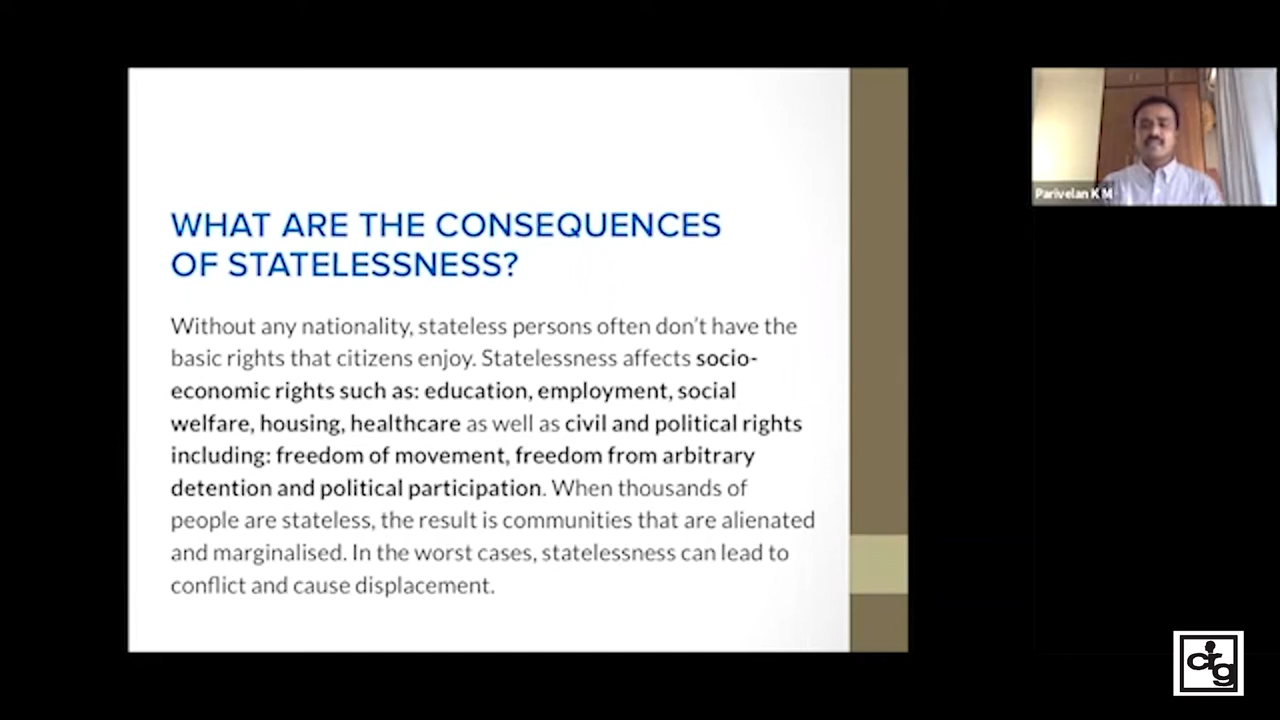 WHAT ARE THE CONSEQUENCES
OF STATELESSNESS?
Without any nationality, stateless persons often don't have the
basic rights that citizens enjoy. Statelessness affects socio-
economic rights such as: education, employment, social
welfare, housing, healthcare as well as civil and political rights
including: freedom of movement, freedom from arbitrary
detention and political participation. When thousands of
people are stateless, the result is communities that are alienated
and marginalised. In the worst cases, statelessness can lead to
conflict and cause displacement.
Parivelan K M
crg